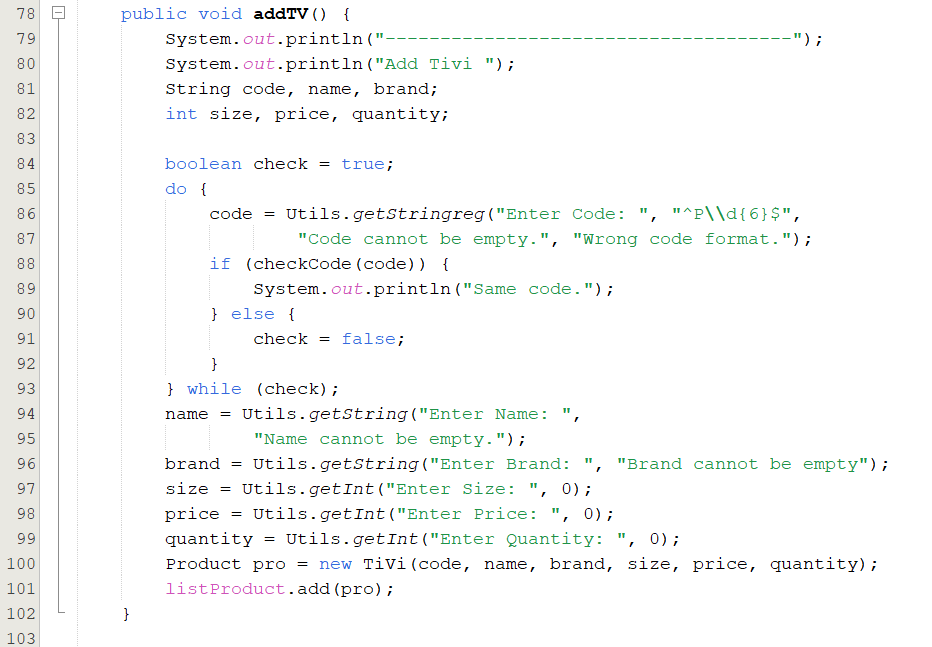 78 public void addTV() {
79 System.out.println("-------------------------------------");
80 System.out.println("Add Tivi ");
81 String code, name, brand;
82 int size, price, quantity;
83
84 boolean check = true;
85 do {
86 code = Utils.getStringreg("Enter Code: ", "^P\\d{6}$",
87 "Code cannot be empty.", "Wrong code format.");
88 if (checkCode(code)) {
89 System.out.println("Same code.");
90 } else {
91 check = false;
92 }
93 } while (check);
94 name = Utils.getString("Enter Name: ",
95 "Name cannot be empty.");
96 brand = Utils.getString("Enter Brand: ", "Brand cannot be empty");
97 size = Utils.getInt("Enter Size: ", 0);
98 price = Utils.getInt("Enter Price: ", 0);
99 quantity = Utils.getInt("Enter Quantity: ", 0);
100 Product pro = new TiVi(code, name, brand, size, price, quantity);
101 listProduct.add(pro);
102 }
103